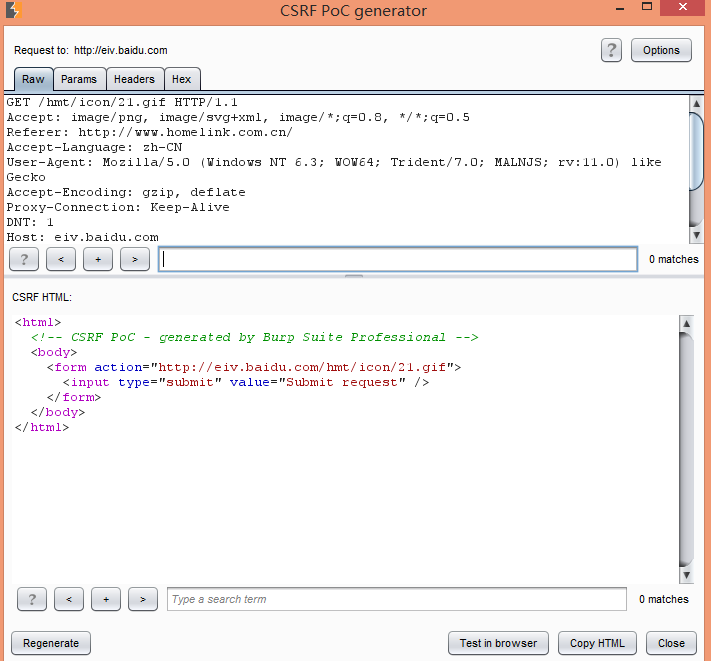 CSRF PoC generator
Request to: http://eiv.baidu.com
? Options
Raw Params Headers Hex
GET /hmt/icon/21.gif HTTP/1.1
Accept: image/png, image/svg+xml, image/*;q=0.8, */*;q=0.5
Referer: http://www.homelink.com.cn/
Accept-Language: zh-CN
User-Agent: Mozilla/5.0 (Windows NT 6.3; WOW64; Trident/7.0; MALNJS; rv:11.0) like
Gecko
Accept-Encoding: gzip, deflate
Proxy-Connection: Keep-Alive
DNT: 1
Host: eiv.baidu.com
? < + > 0 matches
CSRF HTML:
<html>
<!-- CSRF PoC - generated by Burp Suite Professional -->
<body>
<form action="http://eiv.baidu.com/hmt/icon/21.gif">
<input type="submit" value="Submit request" />
</form>
</body>
</html>
? < + > Type a search term 0 matches
Regenerate Test in browser Copy HTML Close